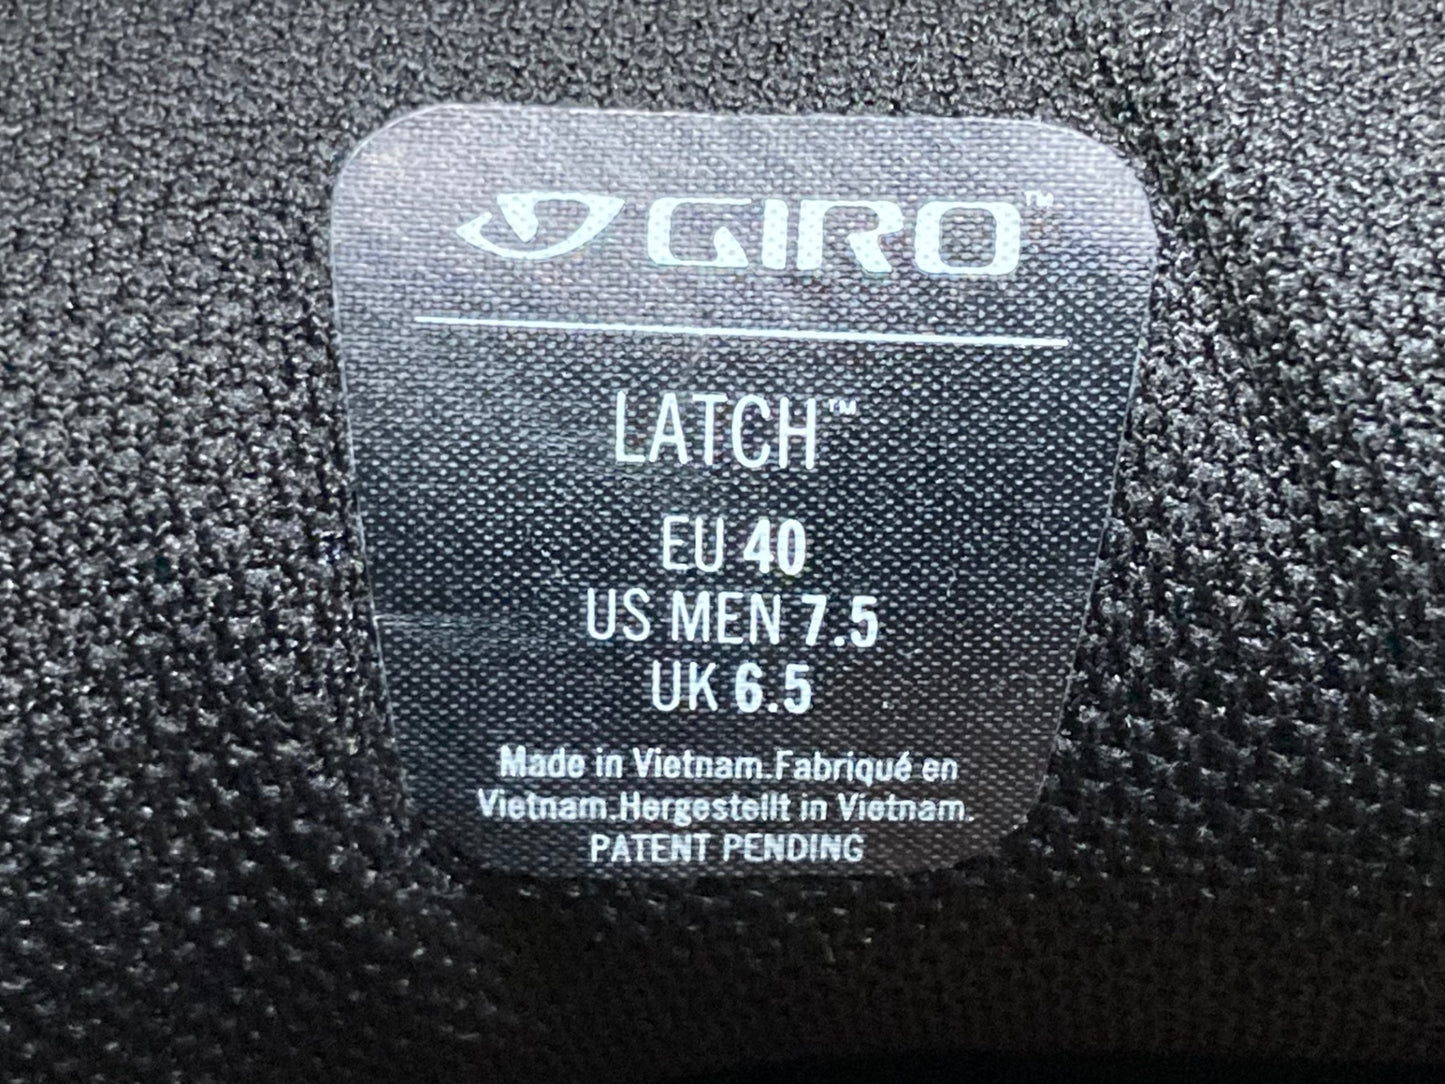 GIRO™
LATCH™
EU 40
US MEN 7.5
UK 6.5
Made in Vietnam.Fabriqué en
Vietnam.Hergestellt in Vietnam.
PATENT PENDING